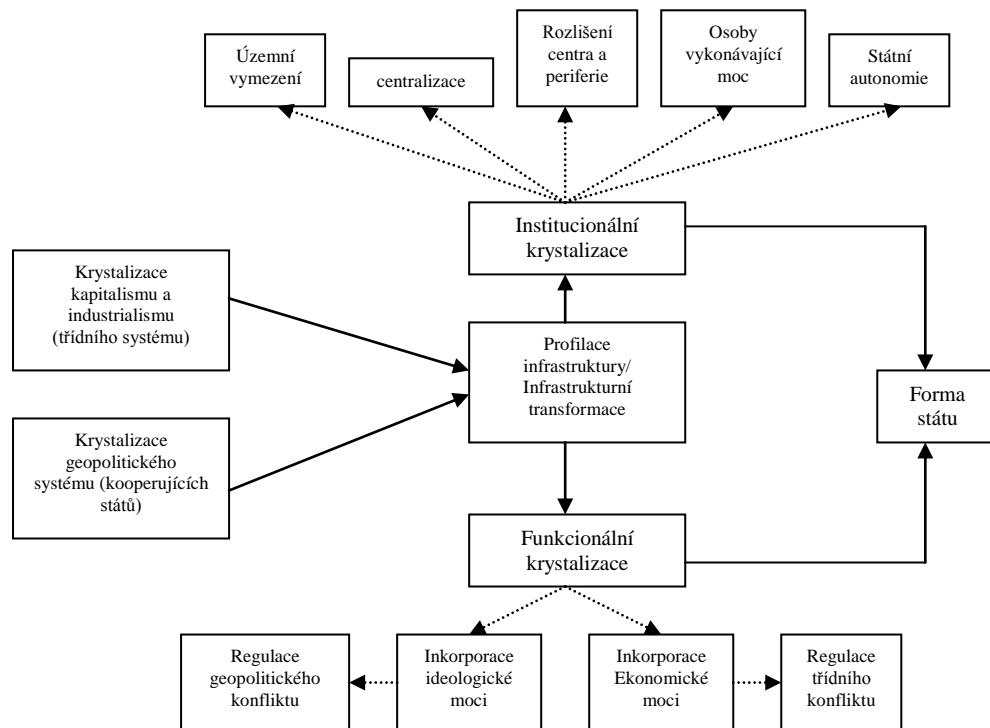 Územní
vymezení
centralizace
Rozlišení
centra a
periferie
Osoby
vykonávající
moc
Státní
autonomie
Institucionální
krystalizace
Krystalizace
kapitalismu a
industrialismu
(třídního systému)
Profilace
infrastruktury/
Infrastrukturní
transformace
Forma
státu
Krystalizace
geopolitického
systému (kooperujících
států)
Funkcionální
krystalizace
Regulace
geopolitického
konfliktu
Inkorporace
ideologické
moci
Inkorporace
Ekonomické
moci
Regulace
třídního
konfliktu